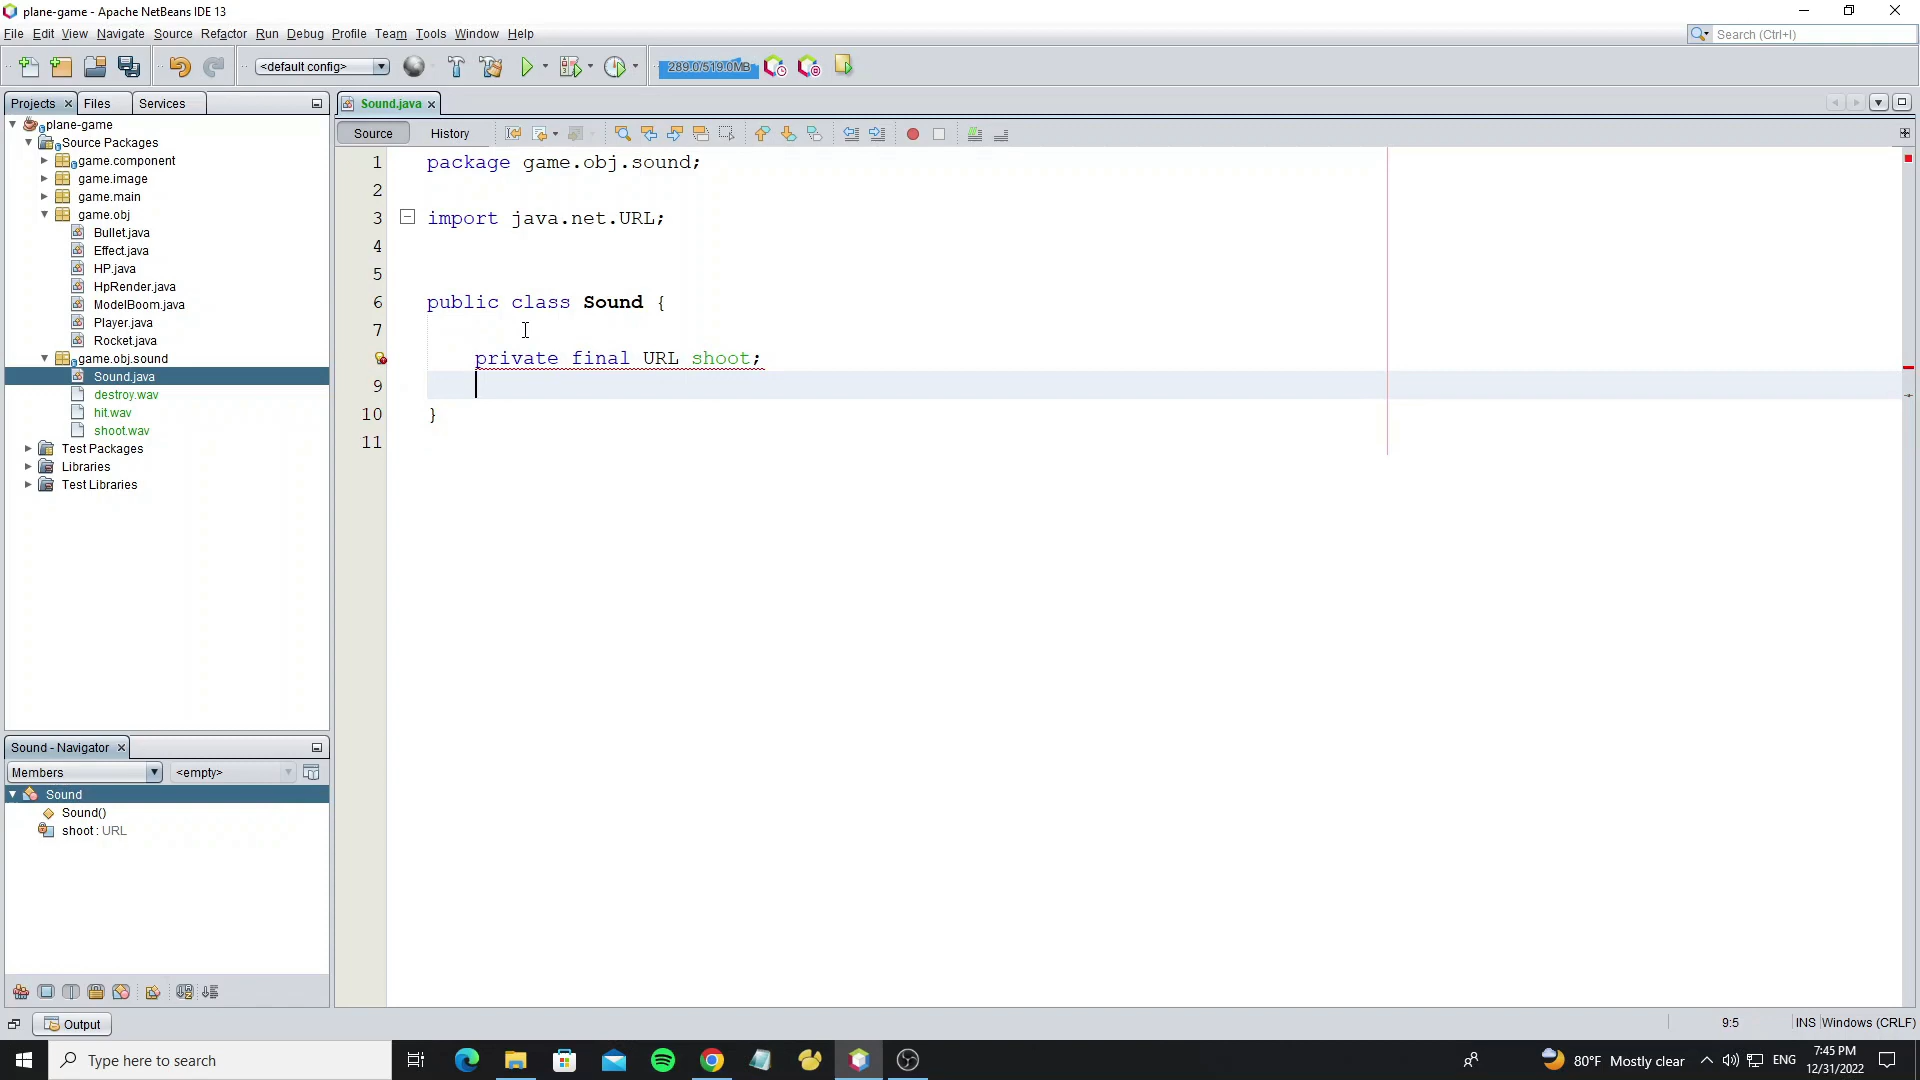 plane-game - Apache NetBeans IDE 13
File Edit View Navigate Source Refactor Run Debug Profile Team Tools Window Help
Search (Ctrl+I)
<default config>
289.0/519.0MB
Projects
Files
Services
Sound.java
Source
History
plane-game
Source Packages
game.component
game.image
game.main
game.obj
Bullet.java
Effect.java
HP.java
HpRender.java
ModelBoom.java
Player.java
Rocket.java
game.obj.sound
Sound.java
destroy.wav
hit.wav
shoot.wav
Test Packages
Libraries
Test Libraries
1 package game.obj.sound;
2
3 import java.net.URL;
4
5
6 public class Sound {
7
private final URL shoot;
9
10 }
11
Sound - Navigator
Members
<empty>
Sound
Sound()
shoot : URL
Output
9:5
INS
Windows (CRLF)
Type here to search
80°F Mostly clear
ENG
7:45 PM
12/31/2022